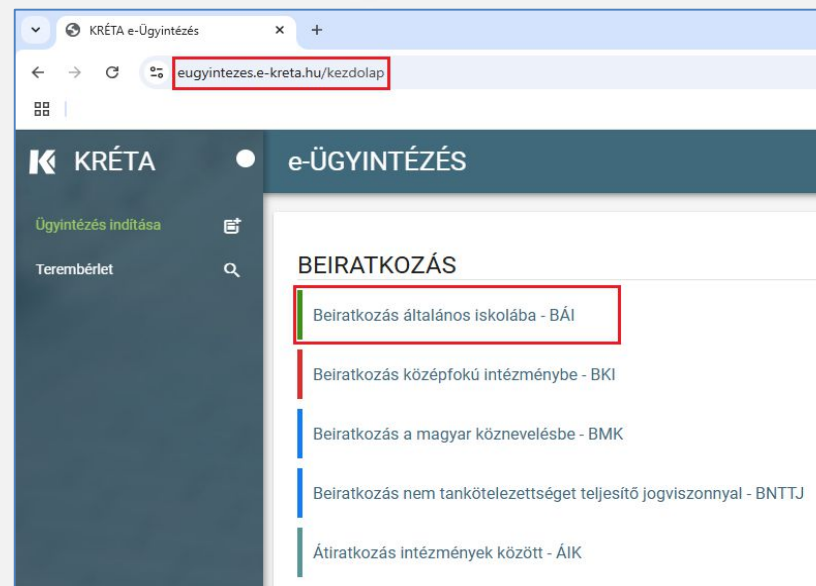 KRÉTA e-Ügyintézés
eugyintezes.e-kreta.hu/kezdolap
KRÉTA
e-ÜGYINTÉZÉS
Ügyintézés indítása
Terembérlet
BEIRATKOZÁS
Beiratkozás általános iskolába - BÁI
Beiratkozás középfokú intézménybe - BKI
Beiratkozás a magyar köznevelésbe - BMK
Beiratkozás nem tankötelezettséget teljesítő jogviszonnyal - BNTTJ
Átiratkozás intézmények között - ÁIK